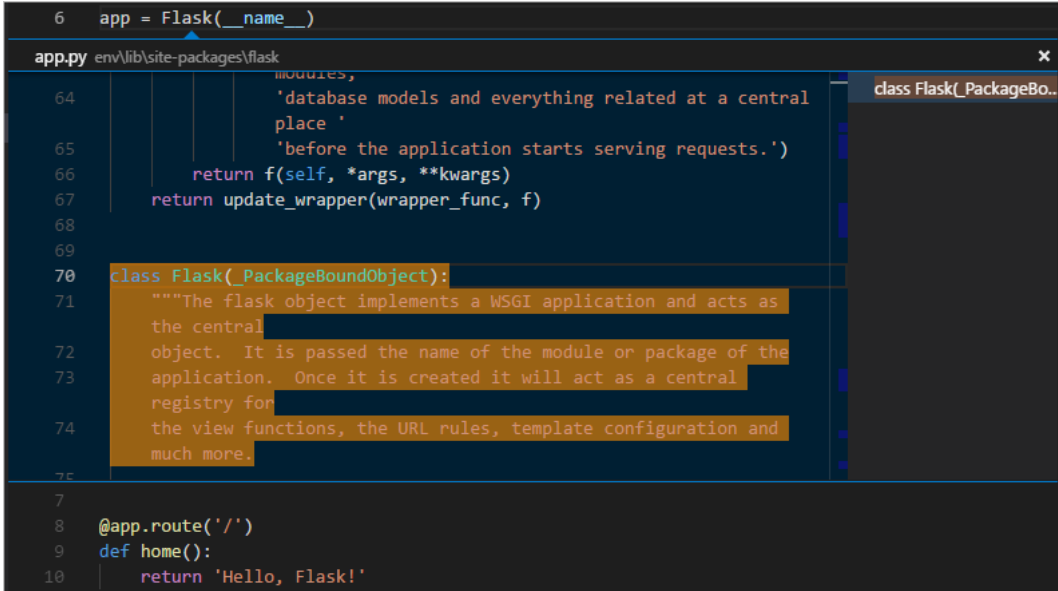 6 app = Flask(__name__)
app.py env\lib\site-packages\flask ×
modules,
class Flask(_PackageBo...
64 'database models and everything related at a central
place '
65 'before the application starts serving requests.')
66 return f(self, *args, **kwargs)
67 return update_wrapper(wrapper_func, f)
68
69
70 class Flask(_PackageBoundObject):
71 """The flask object implements a WSGI application and acts as
the central
72 object.  It is passed the name of the module or package of the
73 application.  Once it is created it will act as a central
registry for
74 the view functions, the URL rules, template configuration and
much more.
75
7
8 @app.route('/')
9 def home():
10 return 'Hello, Flask!'